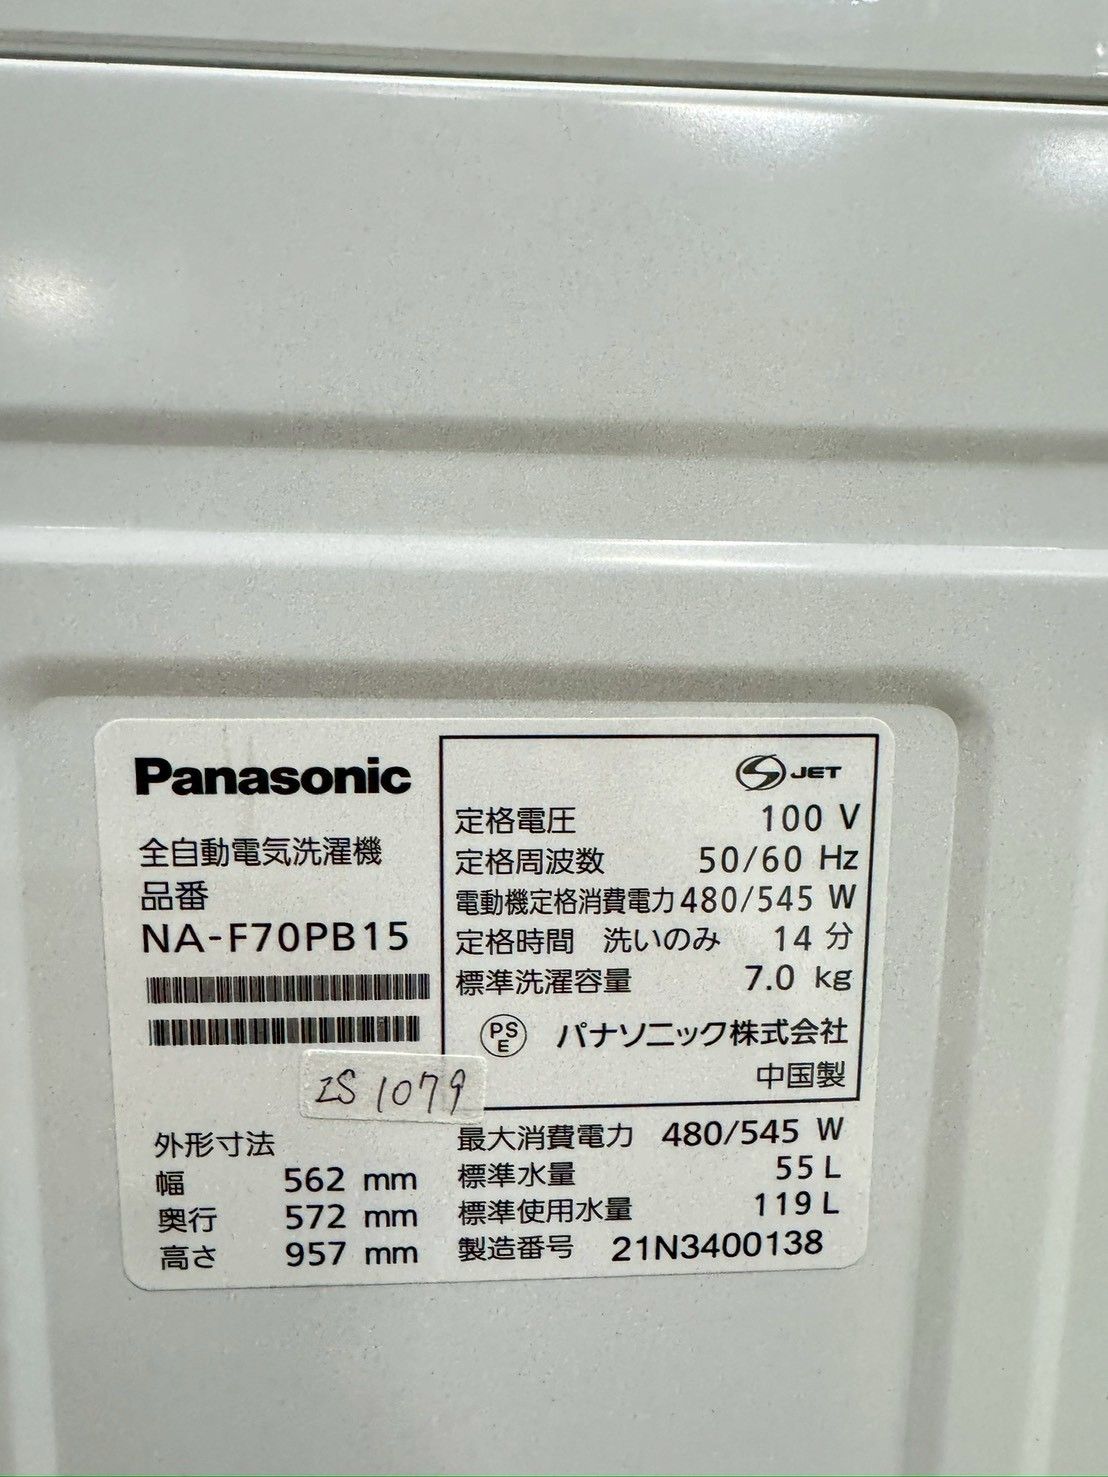 Panasonic
全自動電気洗濯機
品番
NA-F70PB15
JET
定格電圧 100 V
定格周波数 50/60 Hz
電動機定格消費電力 480/545 W
定格時間 洗いのみ 14 分
標準洗濯容量 7.0 kg
PSE パナソニック株式会社
中国製
1079
外形寸法
幅 562 mm
奥行 572 mm
高さ 957 mm
最大消費電力 480/545 W
標準水量 55 L
標準使用水量 119 L
製造番号 21N3400138